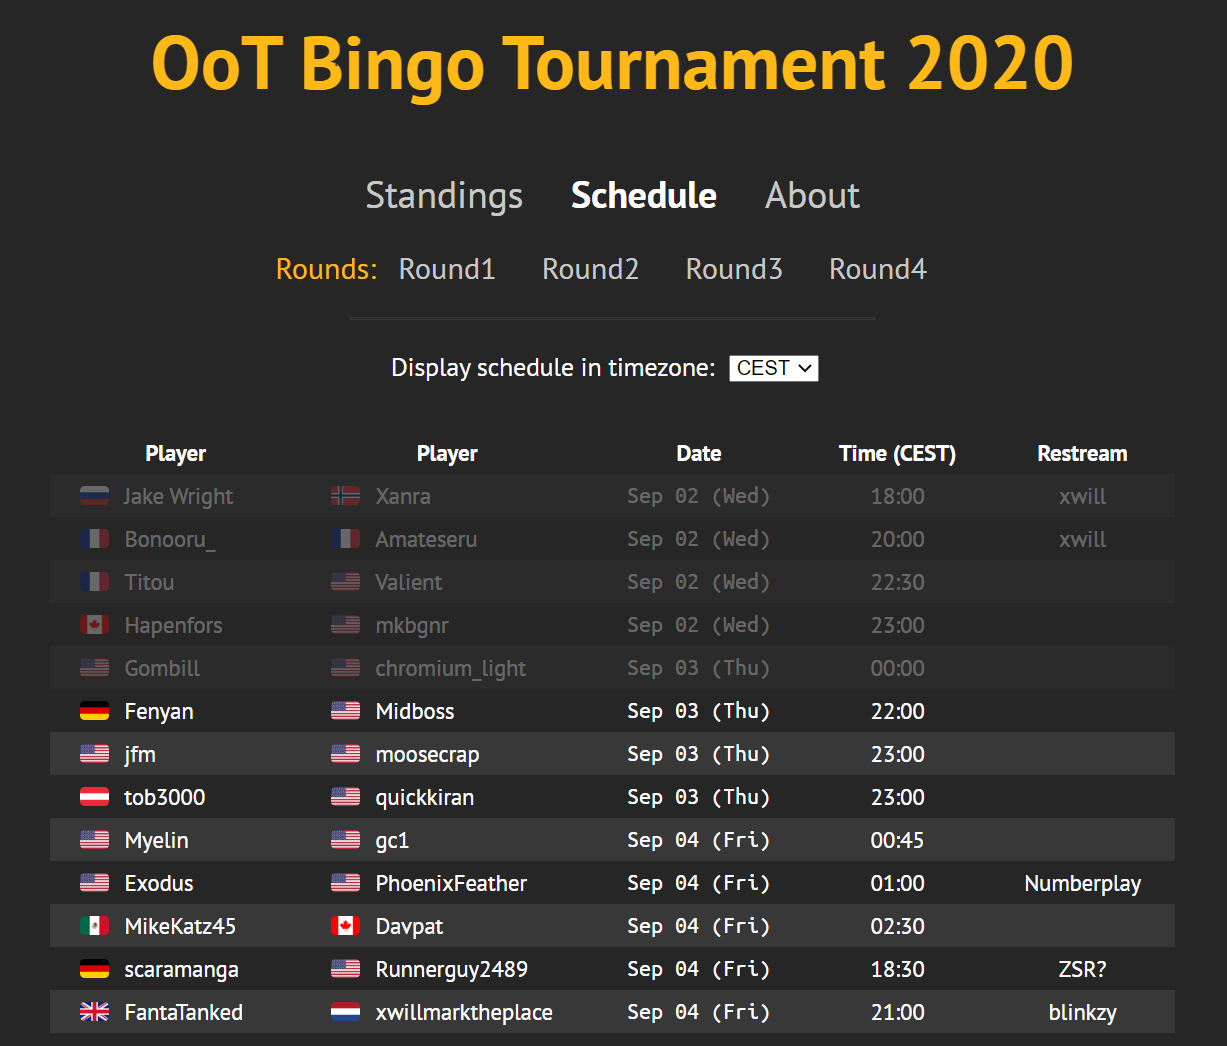 OoT Bingo Tournament 2020
Standings Schedule About
Rounds: Round1 Round2 Round3 Round4
Display schedule in timezone: CEST
Player Player Date Time (CEST) Restream
Jake Wright Xanra Sep 02 (Wed) 18:00 xwill
Bonooru_ Amateseru Sep 02 (Wed) 20:00 xwill
Titou Valient Sep 02 (Wed) 22:30
Hapenfors mkbgnr Sep 02 (Wed) 23:00
Gombill chromium_light Sep 03 (Thu) 00:00
Fenyan Midboss Sep 03 (Thu) 22:00
jfm moosecrap Sep 03 (Thu) 23:00
tob3000 quickkiran Sep 03 (Thu) 23:00
Myelin gc1 Sep 04 (Fri) 00:45
Exodus PhoenixFeather Sep 04 (Fri) 01:00 Numberplay
MikeKatz45 Davpat Sep 04 (Fri) 02:30
scaramanga Runnerguy2489 Sep 04 (Fri) 18:30 ZSR?
FantaTanked xwillmarktheplace Sep 04 (Fri) 21:00 blinkzy